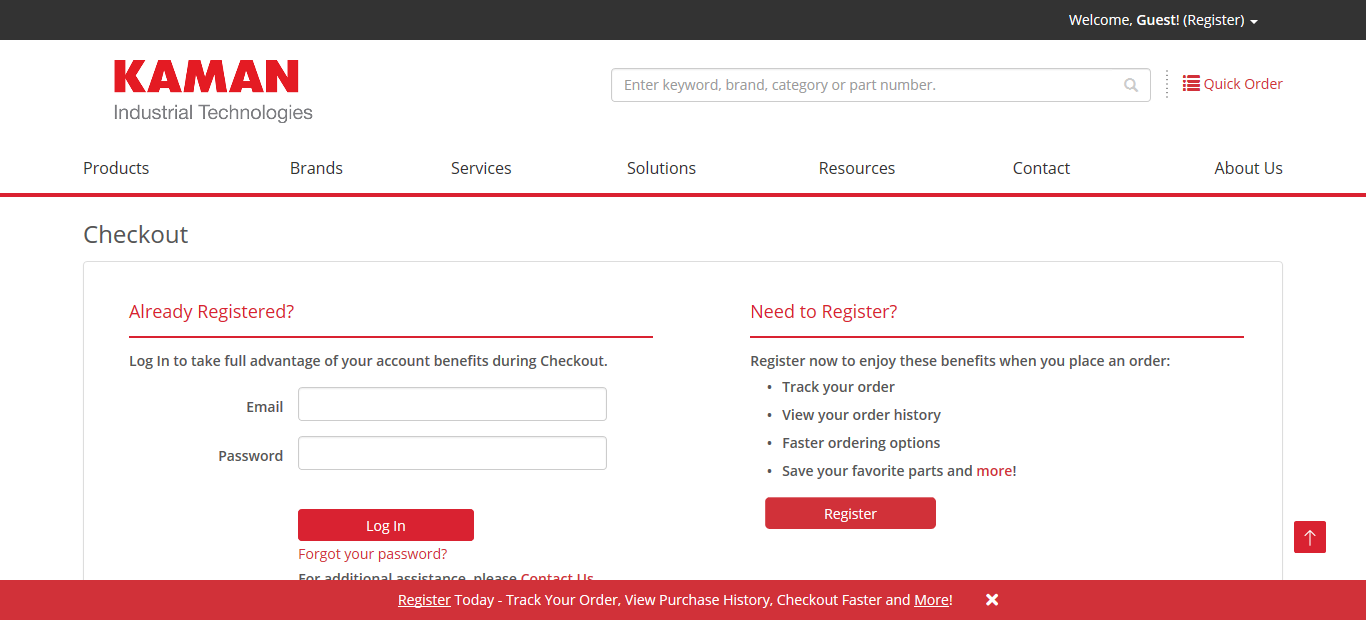 Welcome, Guest! (Register)
KAMAN
Industrial Technologies
Enter keyword, brand, category or part number.
Quick Order
Products Brands Services Solutions Resources Contact About Us
Checkout
Already Registered?
Log In to take full advantage of your account benefits during Checkout.
Email
Password
Log In
Forgot your password?
For additional assistance, please Contact Us
Need to Register?
Register now to enjoy these benefits when you place an order:
• Track your order
• View your order history
• Faster ordering options
• Save your favorite parts and more!
Register
Register Today - Track Your Order, View Purchase History, Checkout Faster and More!